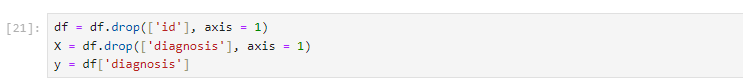 [21]:
df = df.drop(['id'], axis = 1)
X = df.drop(['diagnosis'], axis = 1)
y = df['diagnosis']